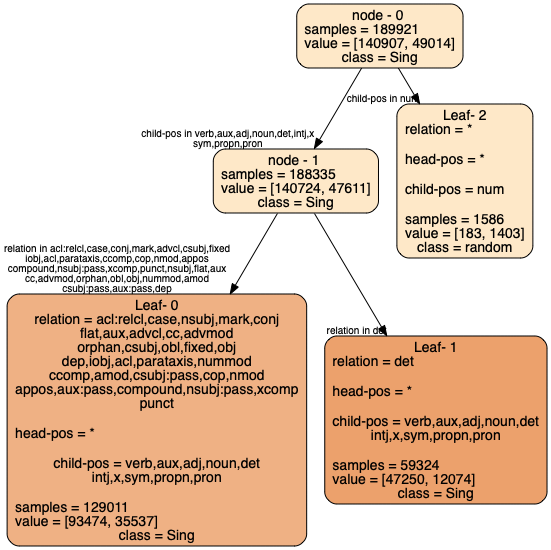 node - 0
samples = 189921
value = [140907, 49014]
class = Sing
child-pos in num
child-pos in verb,aux,adj,noun,det,intj,x
sym,propn,pron
Leaf- 2
relation = *
head-pos = *
child-pos = num
samples = 1586
value = [183, 1403]
class = random
node - 1
samples = 188335
value = [140724, 47611]
class = Sing
relation in acl:relcl,case,conj,mark,advcl,csubj,fixed
iobj,acl,parataxis,ccomp,cop,nmod,appos
compound,nsubj:pass,xcomp,punct,nsubj,flat,aux
cc,advmod,orphan,obl,obj,nummod,amod
csubj:pass,aux:pass,dep
relation in det
Leaf- 0
relation = acl:relcl,case,nsubj,mark,conj
flat,aux,advcl,cc,advmod
orphan,csubj,obl,fixed,obj
dep,iobj,acl,parataxis,nummod
ccomp,amod,csubj:pass,cop,nmod
appos,aux:pass,compound,nsubj:pass,xcomp
punct
head-pos = *
child-pos = verb,aux,adj,noun,det
intj,x,sym,propn,pron
samples = 129011
value = [93474, 35537]
class = Sing
Leaf- 1
relation = det
head-pos = *
child-pos = verb,aux,adj,noun,det
intj,x,sym,propn,pron
samples = 59324
value = [47250, 12074]
class = Sing